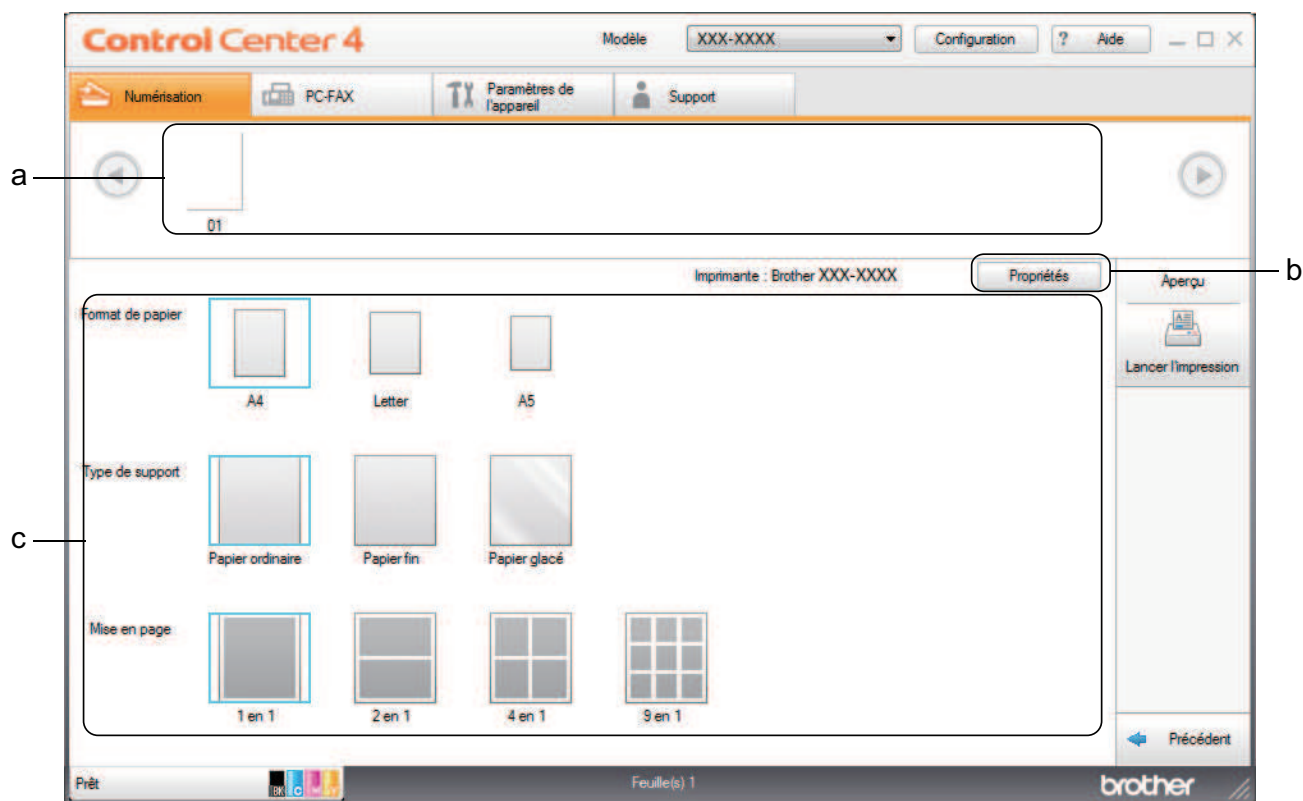 Control Center 4
Modèle XXX-XXXX Configuration ? Aide
Numérisation PC-FAX Paramètres de l'appareil Support
a
01
Imprimante : Brother XXX-XXXX Propriétés
b
Aperçu
Format de papier
Lancer l'impression
A4 Letter A5
Type de support
c
Papier ordinaire Papier fin Papier glacé
Mise en page
1 en 1 2 en 1 4 en 1 9 en 1
Précédent
Prêt BK C M Feuille(s) 1 brother